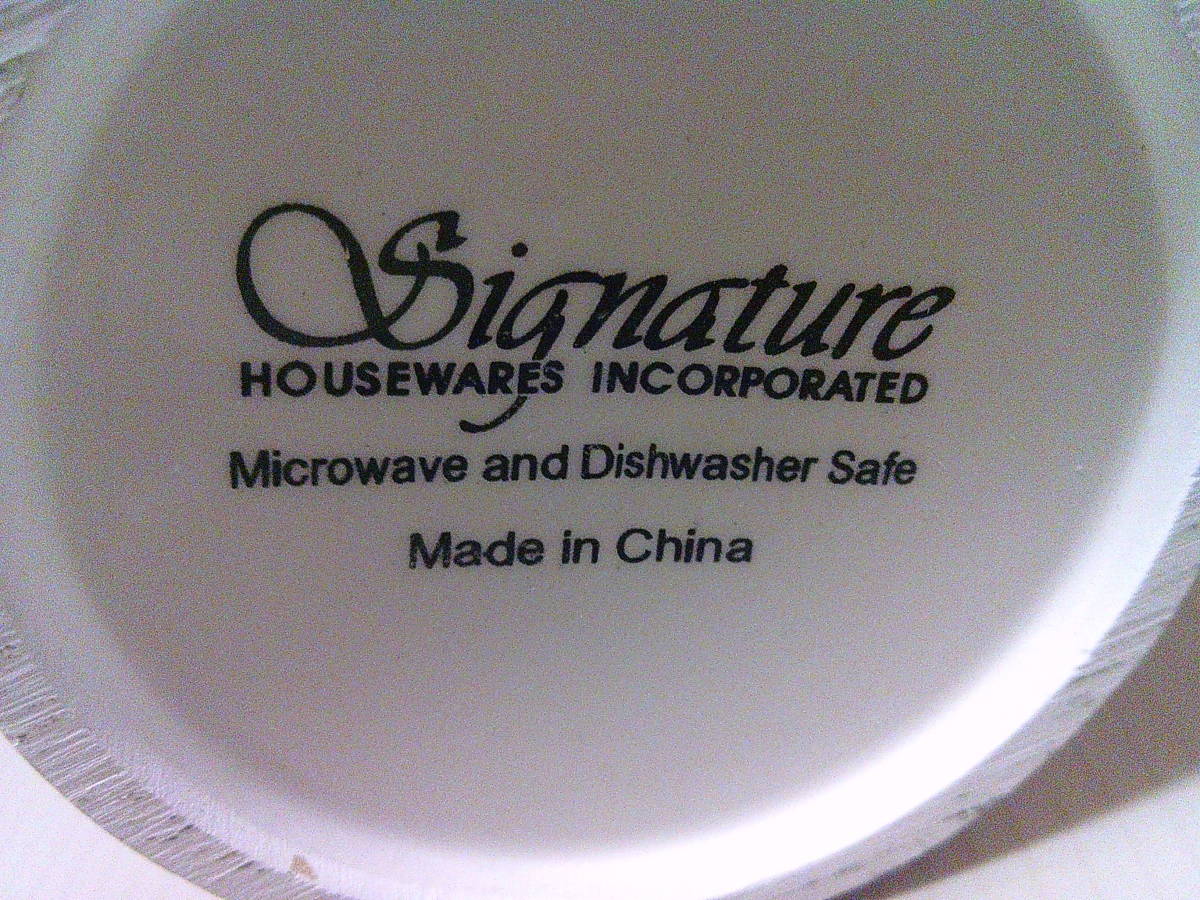 Signature
HOUSEWARES INCORPORATED
Microwave and Dishwasher Safe
Made in China